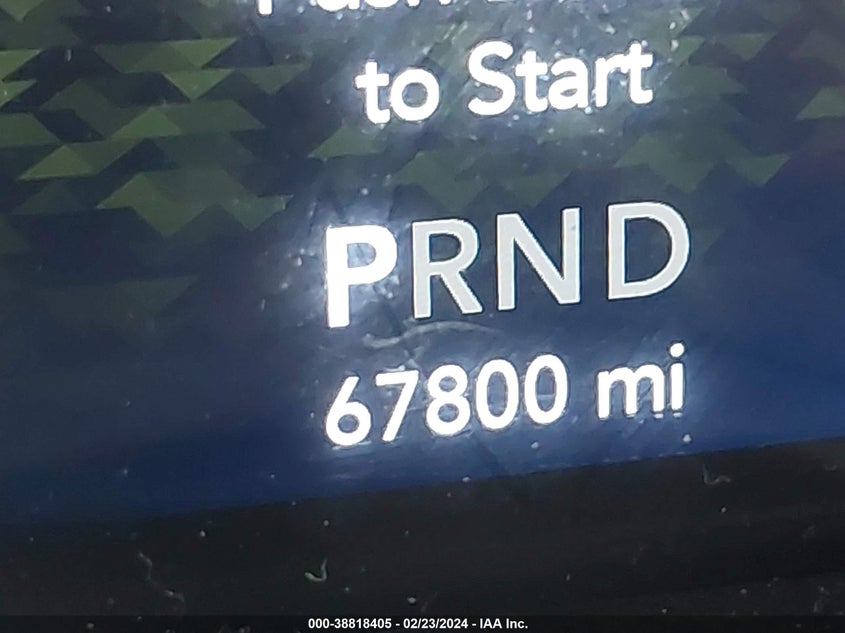 to Start
PRND
67800 mi
000-38818405 - 02/23/2024 - IAA Inc.